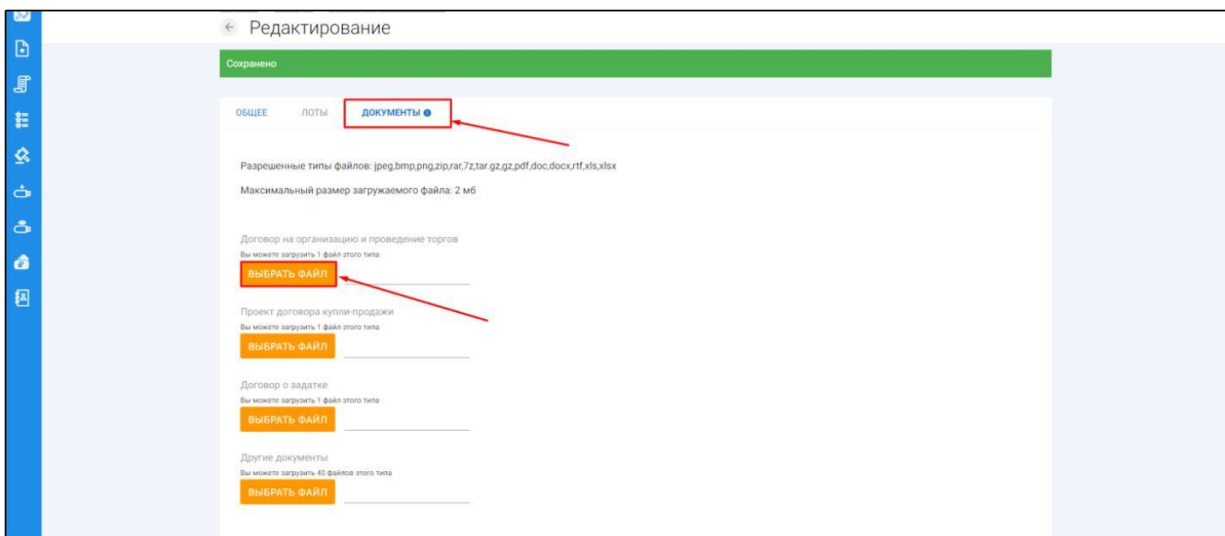 Редактирование
Сохранено
ОБЩЕЕ ЛОТЫ ДОКУМЕНТЫ
Разрешенные типы файлов: jpeg,bmp,png,zip,rar,7z,tar.gz,gz,pdf,doc,docx,rtf,xls,xlsx
Максимальный размер загружаемого файла: 2 мб
Договор на организацию и проведение торгов
Вы можете загрузить 1 файл этого типа
ВЫБРАТЬ ФАЙЛ
Проект договора купли-продажи
Вы можете загрузить 1 файл этого типа
ВЫБРАТЬ ФАЙЛ
Договор о задатке
Вы можете загрузить 1 файл этого типа
ВЫБРАТЬ ФАЙЛ
Другие документы
Вы можете загрузить 40 файлов этого типа
ВЫБРАТЬ ФАЙЛ